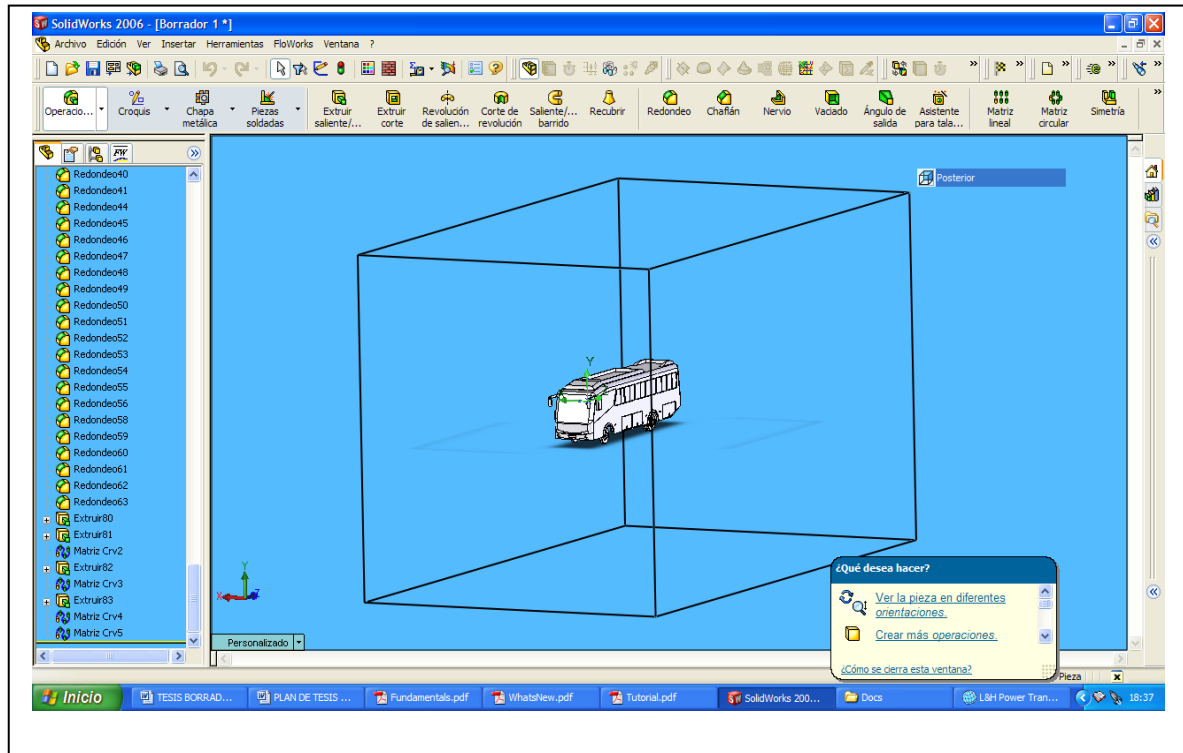 SolidWorks 2006 - [Borrador 1 *]
Archivo Edición Ver Insertar Herramientas FloWorks Ventana ?
Operacio... Croquis Chapa metálica Piezas soldadas Extruir saliente/... Extruir corte Revolución de salien... Corte de revolución Saliente/... barrido Recubrir Redondeo Chaflán Nervio Vaciado Ángulo de salida Asistente para tala... Matriz lineal Matriz circular Simetría
FW
Redondeo40
Redondeo41
Redondeo44
Redondeo45
Redondeo46
Redondeo47
Redondeo48
Redondeo49
Redondeo50
Redondeo51
Redondeo52
Redondeo53
Redondeo54
Redondeo55
Redondeo56
Redondeo58
Redondeo59
Redondeo60
Redondeo61
Redondeo62
Redondeo63
Extruir80
Extruir81
Matriz Crv2
Extruir82
Matriz Crv3
Extruir83
Matriz Crv4
Matriz Crv5
Posterior
Y
Y
X
Z
Personalizado
¿Qué desea hacer?
Ver la pieza en diferentes
orientaciones.
Crear más operaciones.
¿Cómo se cierra esta ventana?
Pieza
Inicio TESIS BORRAD... PLAN DE TESIS ... Fundamentals.pdf WhatsNew.pdf Tutorial.pdf SolidWorks 200... Docs L&H Power Tran... 18:37